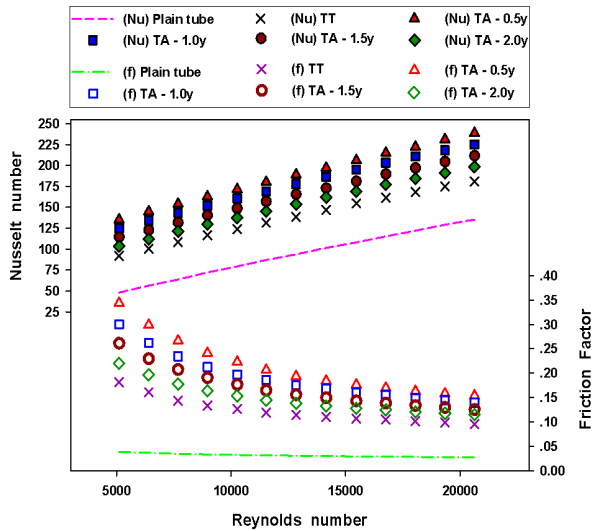 (Nu) Plain tube (Nu) TT (Nu) TA - 0.5y
(Nu) TA - 1.0y (Nu) TA - 1.5y (Nu) TA - 2.0y
(f) Plain tube (f) TT (f) TA - 0.5y
(f) TA - 1.0y (f) TA - 1.5y (f) TA - 2.0y
Nusselt number
250
225
200
175
150
125
100
75
50
25
.40
.35
.30
.25
.20
.15
.10
.05
0.00
Friction Factor
5000 10000 15000 20000
Reynolds number